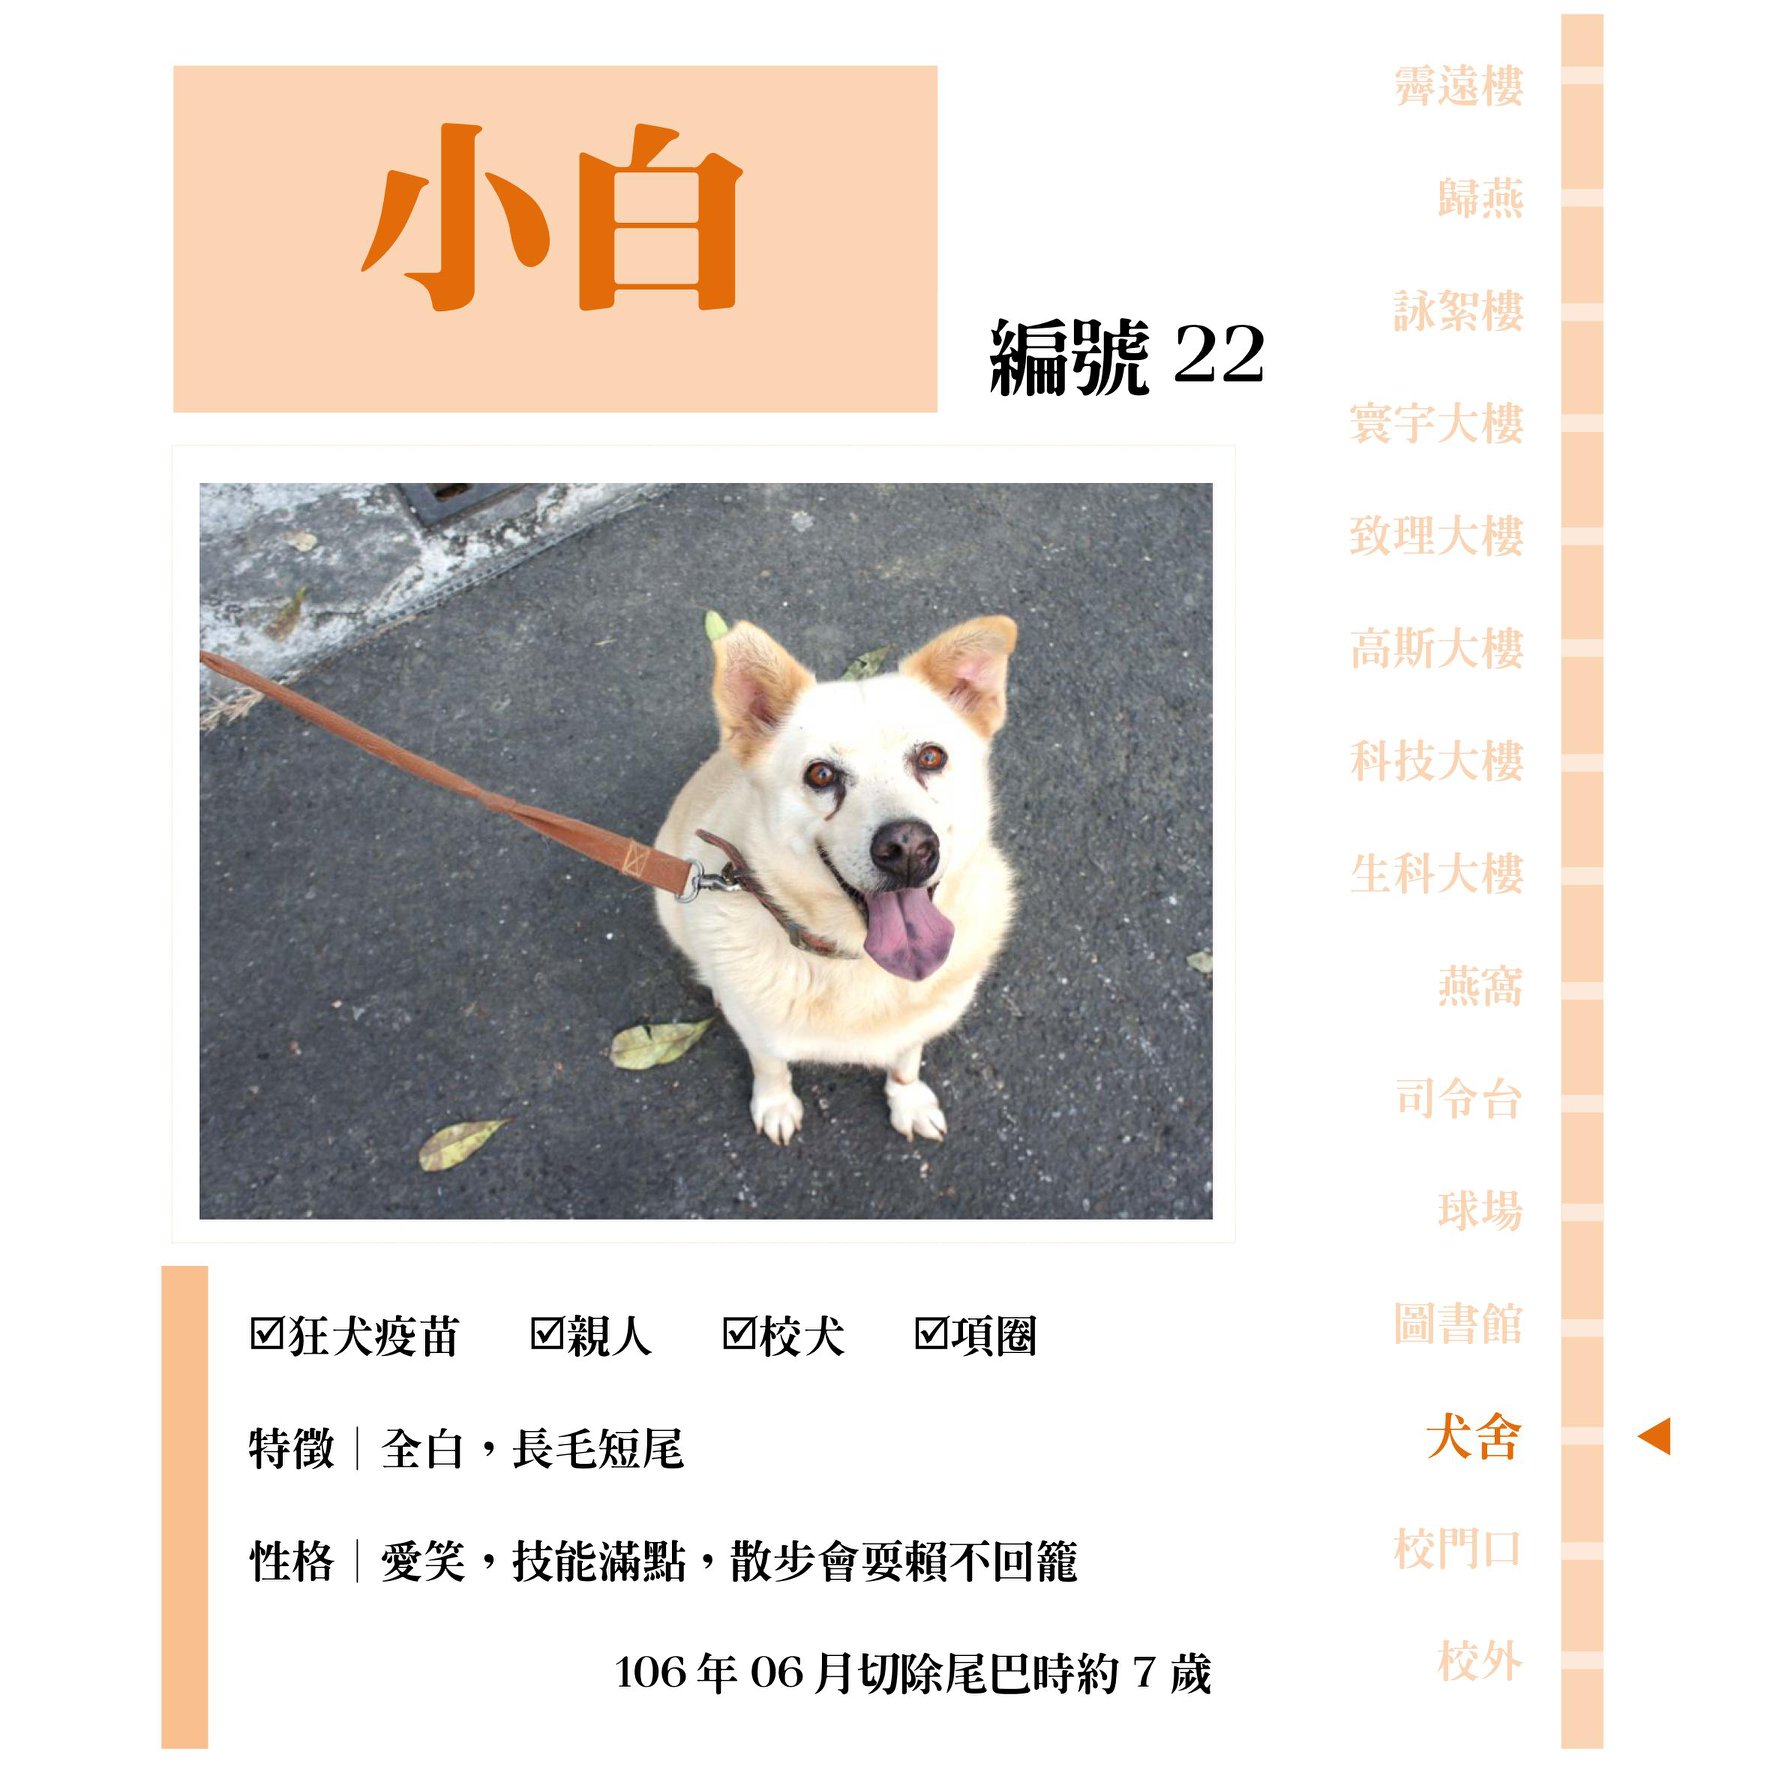 小白
編號 22
☑狂犬疫苗 ☑親人 ☑校犬 ☑項圈
特徵｜全白，長毛短尾
性格｜愛笑，技能滿點，散步會耍賴不回籠
106 年 06 月切除尾巴時約 7 歲
霽遠樓
歸燕
詠絮樓
寰宇大樓
致理大樓
高斯大樓
科技大樓
生科大樓
燕窩
司令台
球場
圖書館
犬舍
校門口
校外